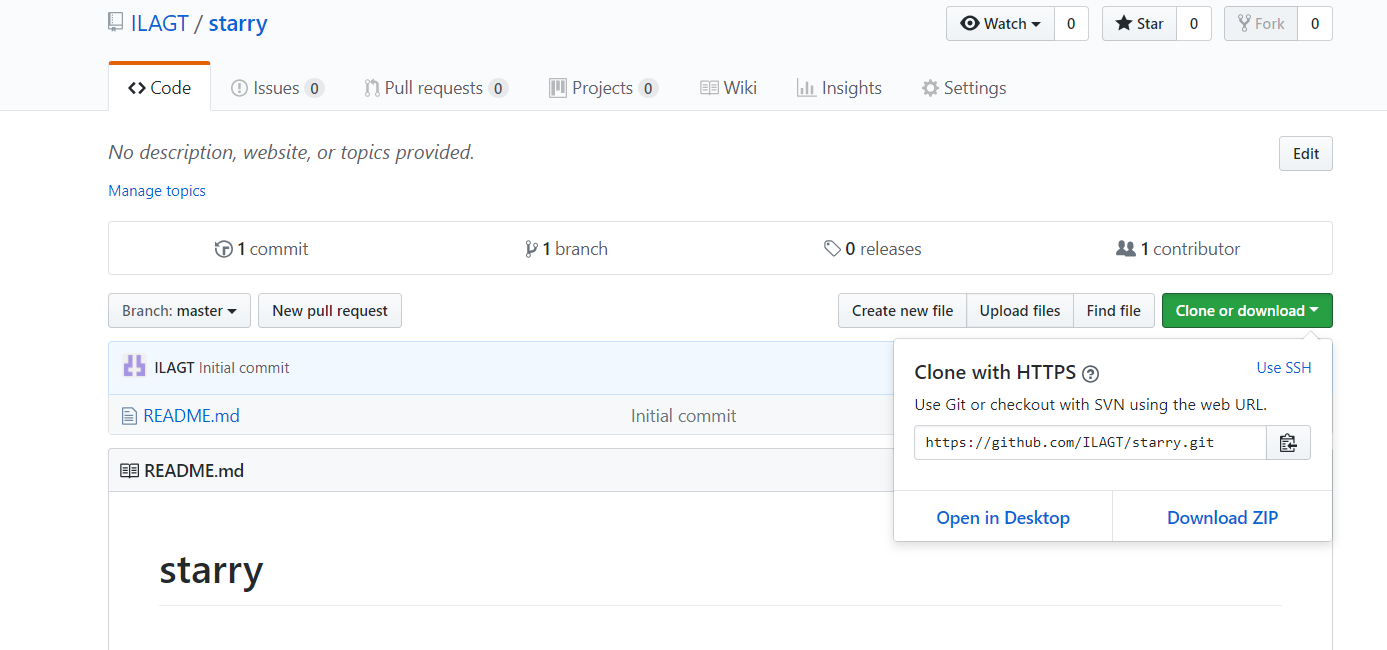 ILAGT / starry
Watch 0 Star 0 Fork 0
Code Issues 0 Pull requests 0 Projects 0 Wiki Insights Settings
No description, website, or topics provided.
Edit
Manage topics
1 commit 1 branch 0 releases 1 contributor
Branch: master New pull request Create new file Upload files Find file Clone or download
ILAGT Initial commit
README.md Initial commit
Clone with HTTPS ? Use SSH
Use Git or checkout with SVN using the web URL.
https://github.com/ILAGT/starry.git
Open in Desktop Download ZIP
README.md
starry